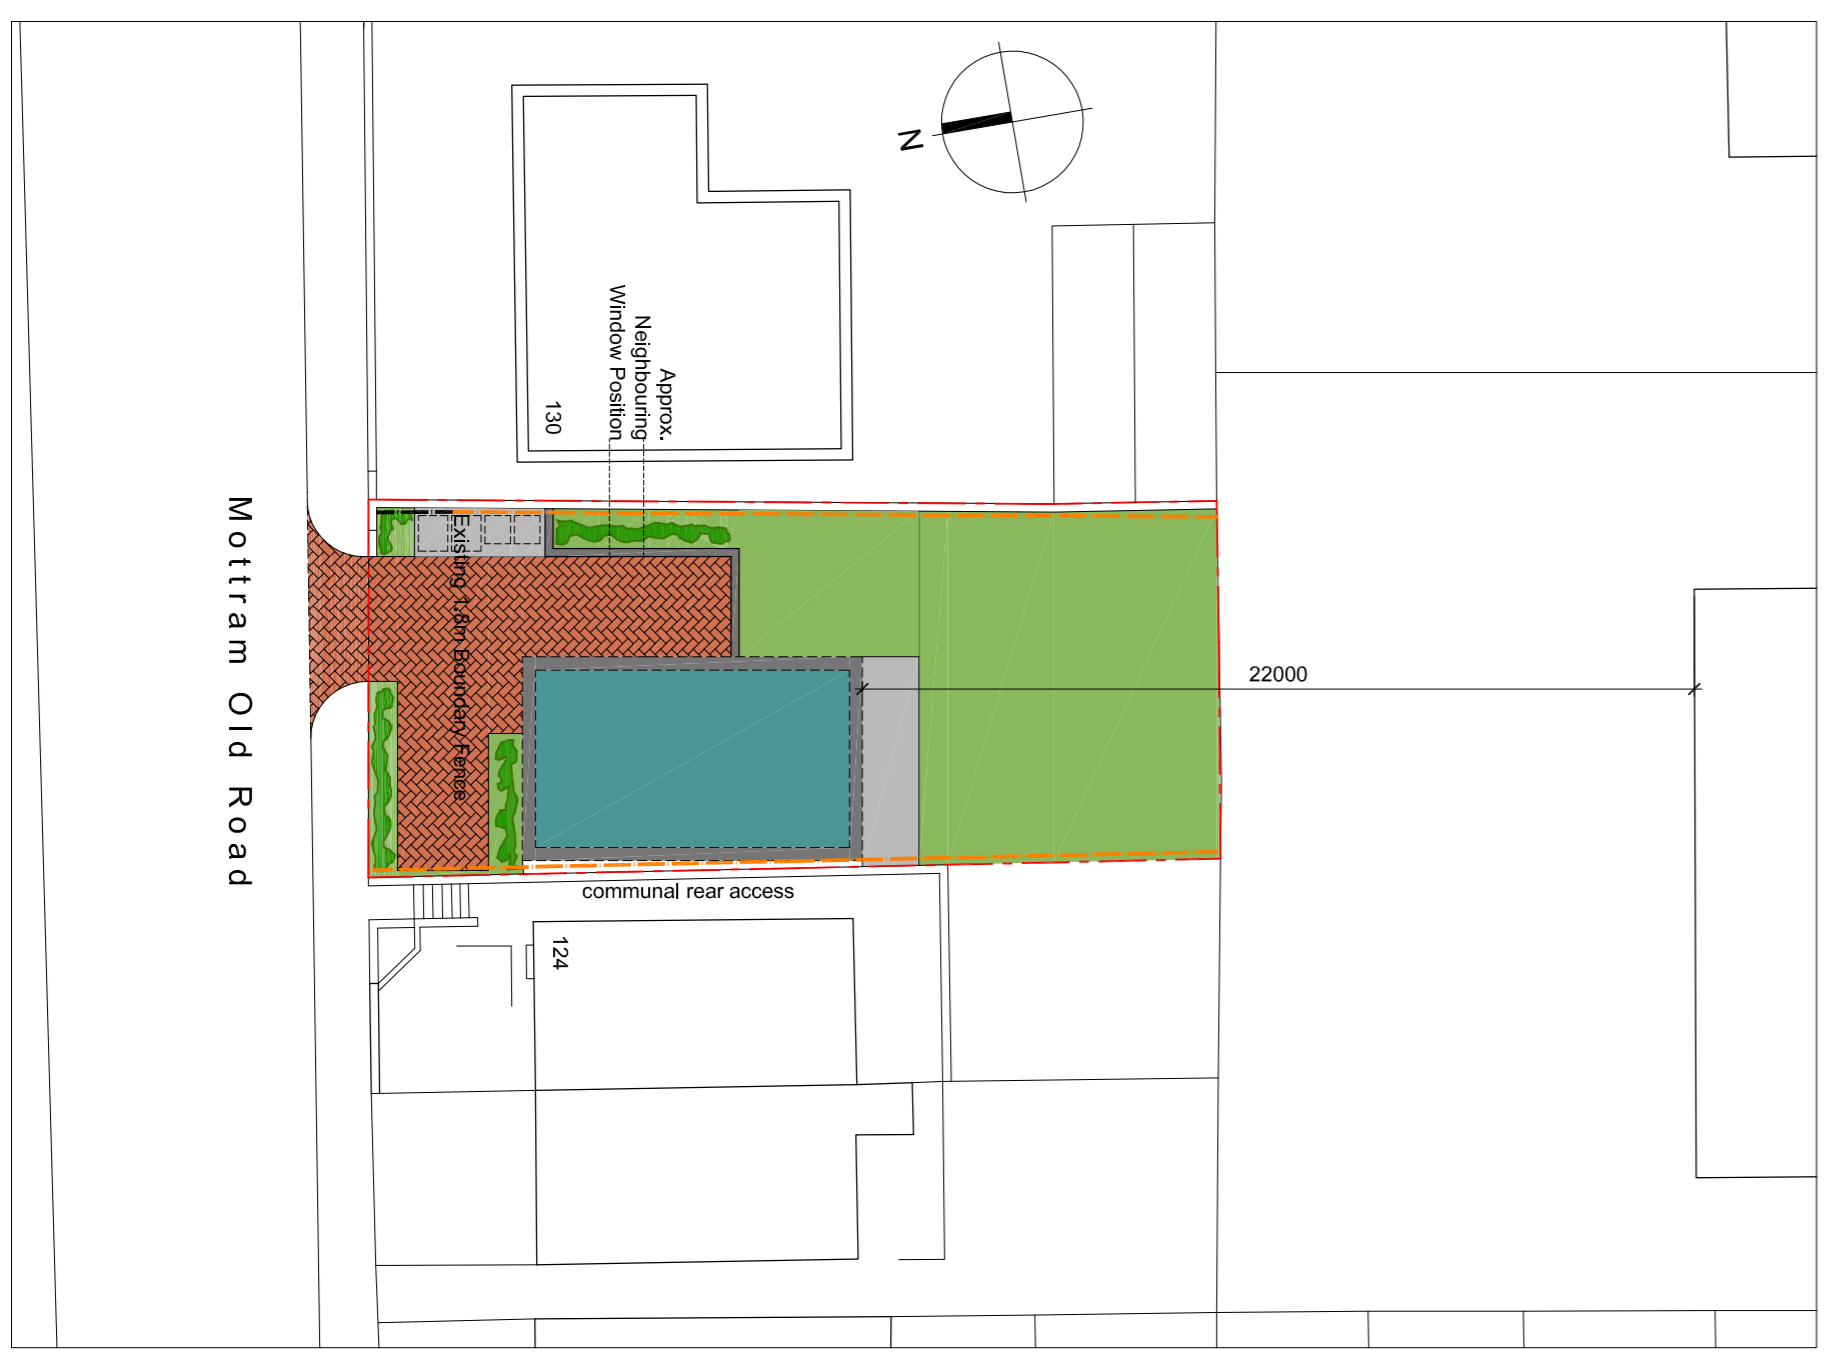 N
Approx.
Neighbouring
Window Position
130
Mottram Old Road
Existing 1.8m Boundary Fence
22000
communal rear access
124